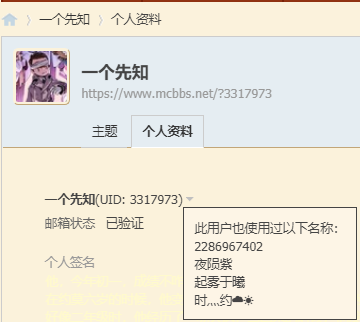 一个先知 › 个人资料
一个先知
https://www.mcbbs.net/?3317973
主题 个人资料
一个先知(UID: 3317973)
邮箱状态 已验证
个人签名
此用户也使用过以下名称:
2286967402
夜陨紫
起雾于曦
时灬约☁☀